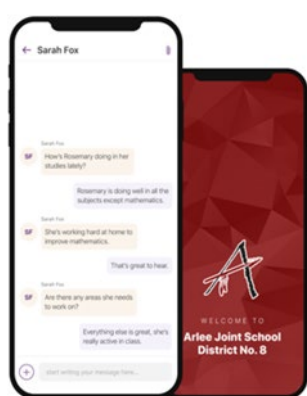 Sarah Fox
Sarah Fox
SF
How's Rosemary doing in her
studies lately?
Rosemary is doing well in all the
subjects except mathematics.
Sarah Fox
SF
She's working hard at home to
improve mathematics.
That's great to hear.
Sarah Fox
SF
Are there any areas she needs
to work on?
Everything else is great, she's
really active in class.
start writing your message here...
WELCOME TO
Arlee Joint School
District No. 8